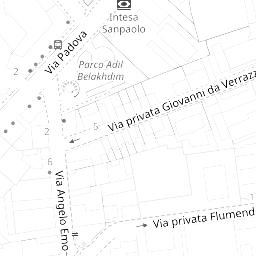 Intesa
Sanpaolo
Via Padova
2
Parco Adil
Belakhdim
Via privata Giovanni da Verrazz
5
2
6
Via Angelo Emo
Via privata Flumend